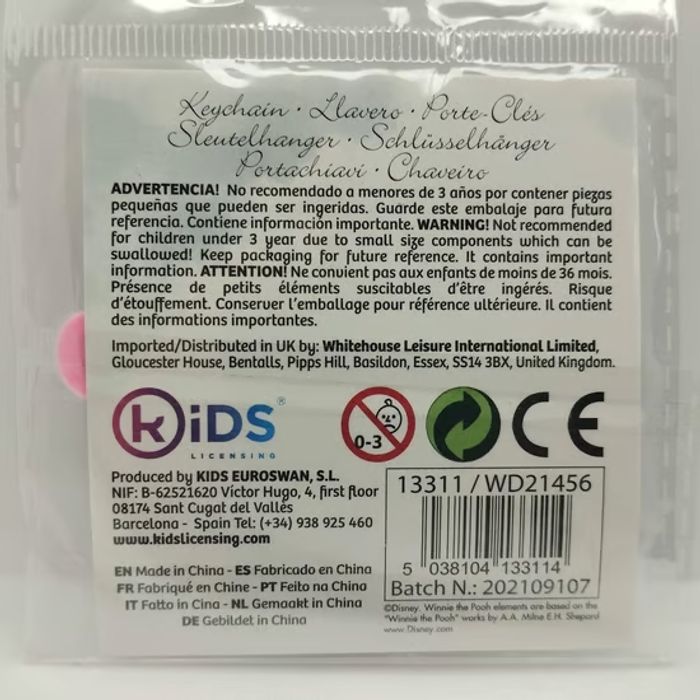 Keychain · Llavero · Porte-Clés
Sleutelhanger · Schlüsselhänger
Portachiavi · Chaveiro
ADVERTENCIA! No recomendado a menores de 3 años por contener piezas
pequeñas que pueden ser ingeridas. Guarde este embalaje para futura
referencia. Contiene información importante. WARNING! Not recommended
for children under 3 year due to small size components which can be
swallowed! Keep packaging for future reference. It contains important
information. ATTENTION! Ne convient pas aux enfants de moins de 36 mois.
Présence de petits éléments suscitables d'être ingérés. Risque
d'étouffement. Conserver l'emballage pour référence ultérieure. Il contient
des informations importantes.
Imported/Distributed in UK by: Whitehouse Leisure International Limited,
Gloucester House, Bentalls, Pipps Hill, Basildon, Essex, SS14 3BX, United Kingdom.
KiDS®
LICENSING
0-3
CE
Produced by KIDS EUROSWAN, S.L.
NIF: B-62521620 Víctor Hugo, 4, first floor
08174 Sant Cugat del Vallès
Barcelona - Spain Tel: (+34) 938 925 460
www.kidslicensing.com
EN Made in China - ES Fabricado en China
FR Fabriqué en Chine - PT Feito na China
IT Fatto in Cina - NL Gemaakt in China
DE Gebildet in China
13311 / WD21456
5 038104 133114
Batch N.: 202109107
©Disney. Winnie the Pooh elements are based on the
"Winnie the Pooh" works by A.A. Milne E.H. Shepard
www.Disney.com